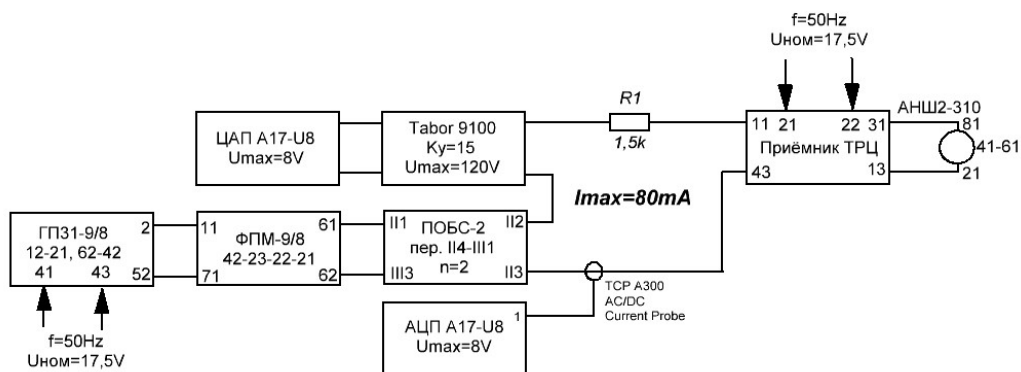 f=50Hz
Uном=17,5V
R1
1,5k
АНШ2-310
11 21 22 31
Приёмник ТРЦ
43 13
81
41-61
21
ЦАП А17-U8
Umax=8V
Tabor 9100
Ку=15
Umax=120V
Imax=80mA
ГП31-9/8
12-21, 62-42
41 43
2
52
11
71
ФПМ-9/8
42-23-22-21
61
62
II1
III3
ПОБС-2
пер. II4-III1
n=2
II2
II3
TCP A300
AC/DC
Current Probe
АЦП А17-U8
Umax=8V
1
f=50Hz
Uном=17,5V